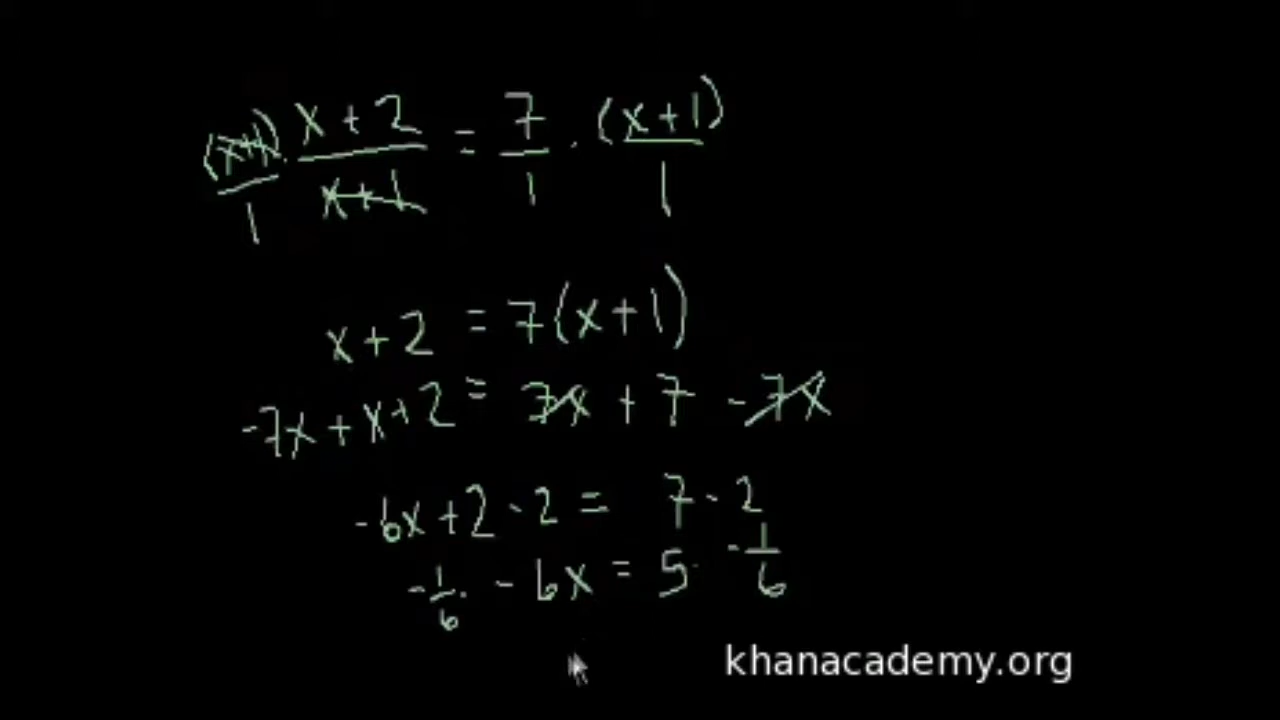 (x+1)/1 · (x+2)/(x+1) = 7/1 · (x+1)/1
x+2 = 7(x+1)
-7x+x+2 = 7x + 7 - 7x
-6x+2-2 = 7-2
-1/6 · -6x = 5 · -1/6
khanacademy.org